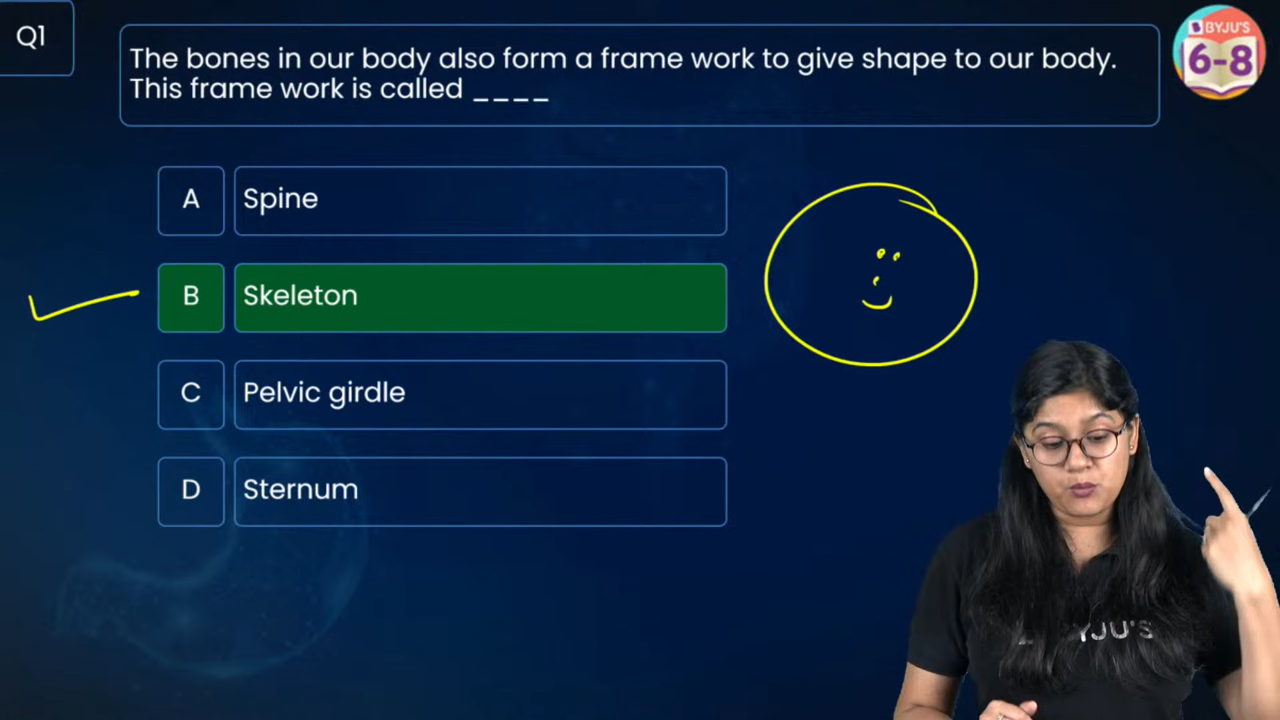 Q1
The bones in our body also form a frame work to give shape to our body.
This frame work is called ____
BYJU'S
6-8
A Spine
B Skeleton
C Pelvic girdle
D Sternum
BYJU'S